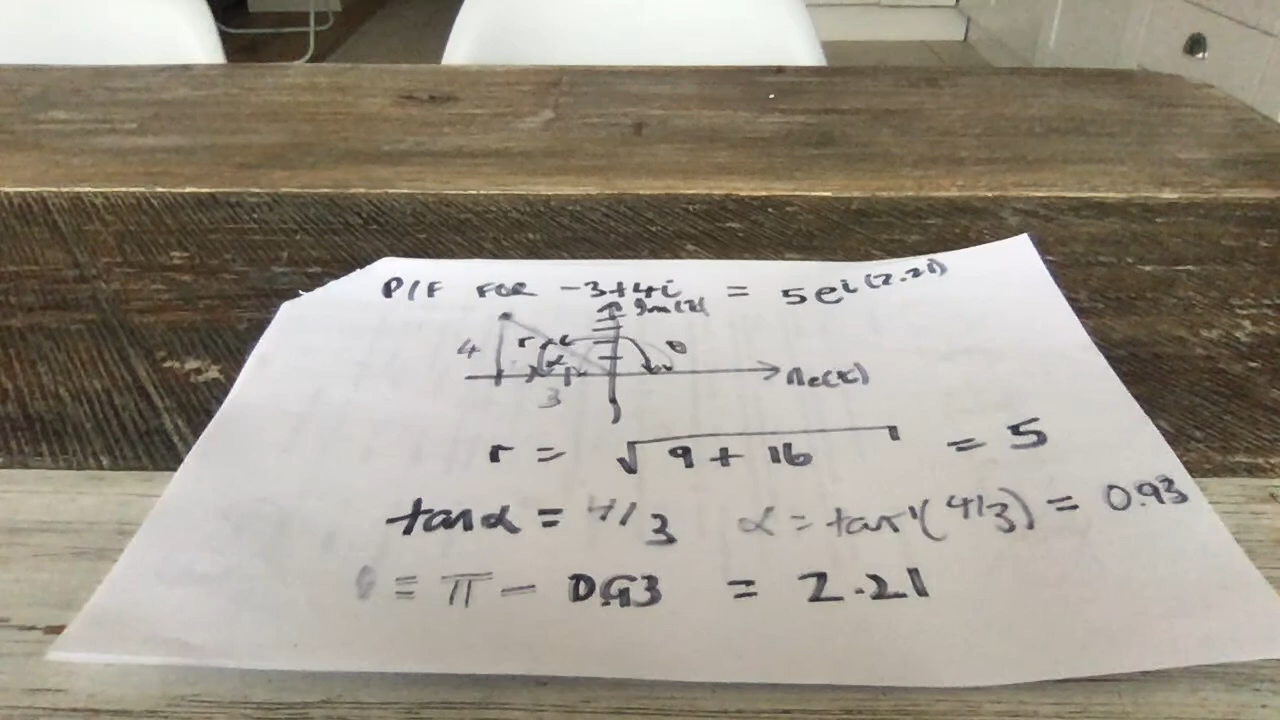 P/F FOR -3+4i = 5e^i(2.21)
Im(z)
4 r α θ
3 Re(z)
r = √9 + 16 = 5
tanα = 4/3 α = tan⁻¹(4/3) = 0.93
θ = π - 0.93 = 2.21